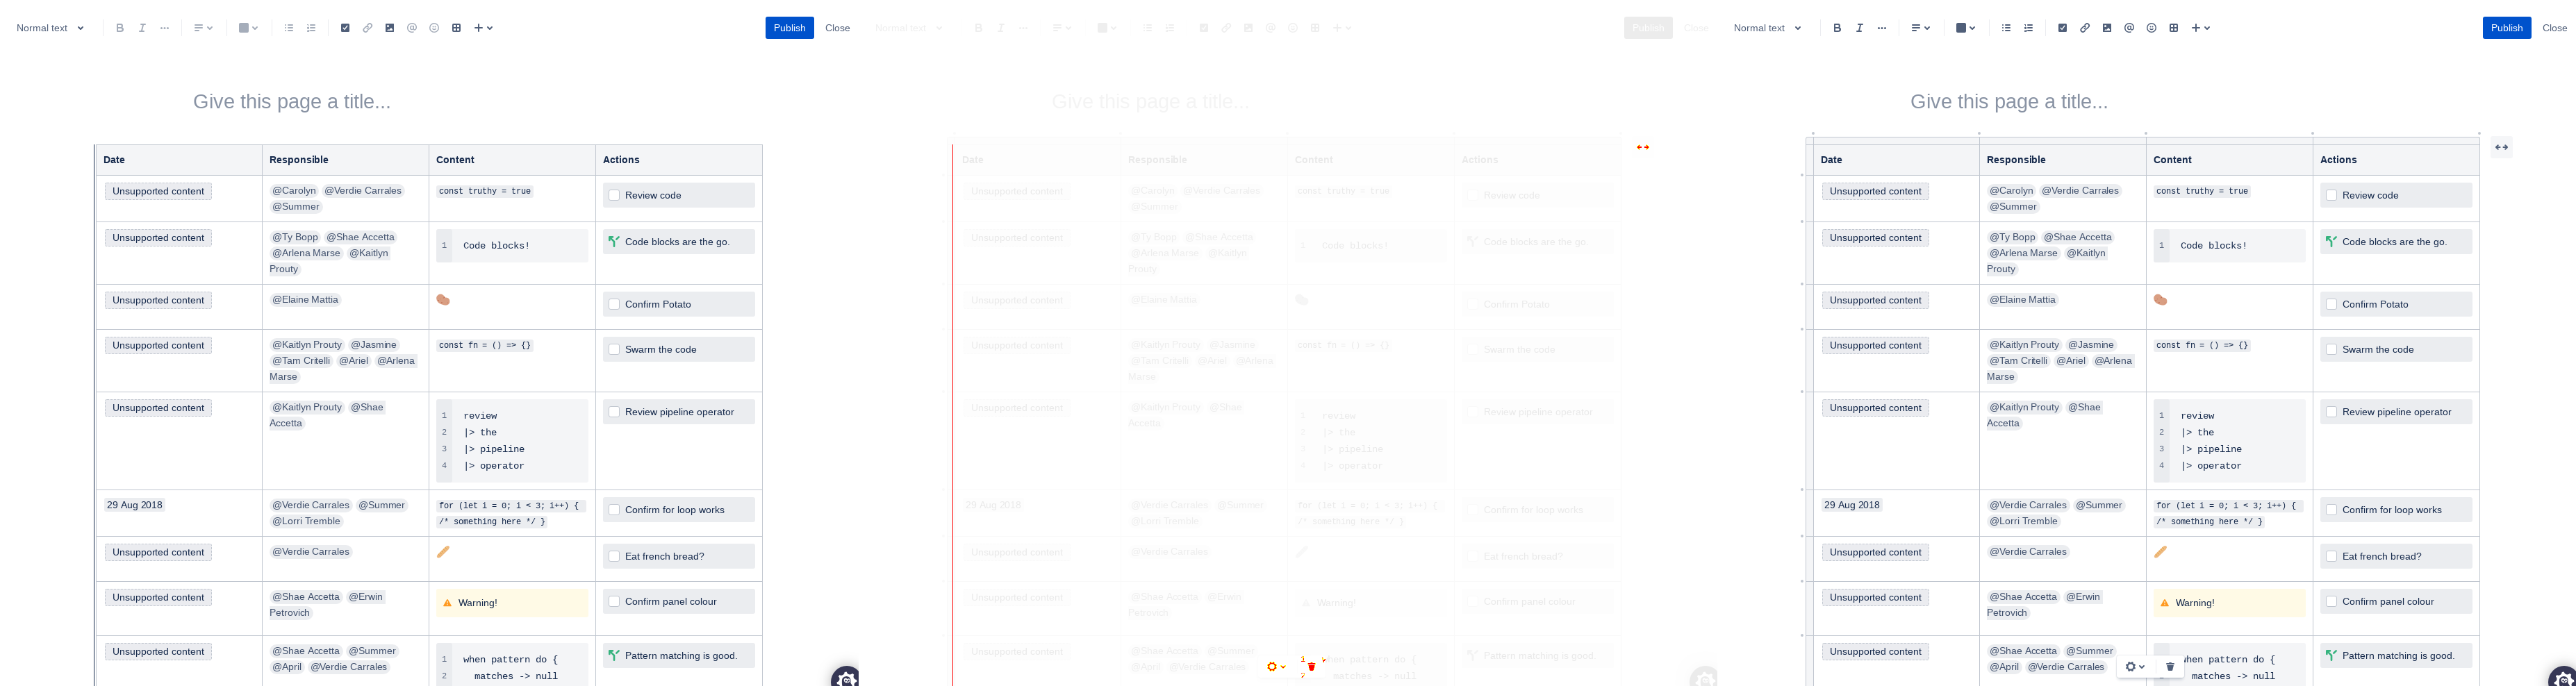 Normal text
Publish
Close
Give this page a title...
Date Responsible Content Actions
Unsupported content @Carolyn @Verdie Carrales const truthy = true Review code
@Summer
Unsupported content @Ty Bopp @Shae Accetta 1 Code blocks! Code blocks are the go.
@Arlena Marse @Kaitlyn
Prouty
Unsupported content @Elaine Mattia Confirm Potato
Unsupported content @Kaitlyn Prouty @Jasmine const fn = () => {} Swarm the code
@Tam Critelli @Ariel @Arlena
Marse
Unsupported content @Kaitlyn Prouty @Shae 1 review Review pipeline operator
Accetta 2 |> the
3 |> pipeline
4 |> operator
29 Aug 2018 @Verdie Carrales @Summer for (let i = 0; i < 3; i++) { Confirm for loop works
@Lorri Tremble /* something here */ }
Unsupported content @Verdie Carrales Eat french bread?
Unsupported content @Shae Accetta @Erwin Warning! Confirm panel colour
Petrovich
Unsupported content @Shae Accetta @Summer 1 when pattern do { Pattern matching is good.
@April @Verdie Carrales 2 matches -> null
Normal text
Publish
Close
Give this page a title...
Date Responsible Content Actions
Unsupported content @Carolyn @Verdie Carrales const truthy = true Review code
@Summer
Unsupported content @Ty Bopp @Shae Accetta 1 Code blocks! Code blocks are the go.
@Arlena Marse @Kaitlyn
Prouty
Unsupported content @Elaine Mattia Confirm Potato
Unsupported content @Kaitlyn Prouty @Jasmine const fn = () => {} Swarm the code
@Tam Critelli @Ariel @Arlena
Marse
Unsupported content @Kaitlyn Prouty @Shae 1 review Review pipeline operator
Accetta 2 |> the
3 |> pipeline
4 |> operator
29 Aug 2018 @Verdie Carrales @Summer for (let i = 0; i < 3; i++) { Confirm for loop works
@Lorri Tremble /* something here */ }
Unsupported content @Verdie Carrales Eat french bread?
Unsupported content @Shae Accetta @Erwin Warning! Confirm panel colour
Petrovich
Unsupported content @Shae Accetta @Summer when pattern do { Pattern matching is good.
@April @Verdie Carrales matches -> null
Normal text
Publish
Close
Give this page a title...
Date Responsible Content Actions
Unsupported content @Carolyn @Verdie Carrales const truthy = true Review code
@Summer
Unsupported content @Ty Bopp @Shae Accetta 1 Code blocks! Code blocks are the go.
@Arlena Marse @Kaitlyn
Prouty
Unsupported content @Elaine Mattia Confirm Potato
Unsupported content @Kaitlyn Prouty @Jasmine const fn = () => {} Swarm the code
@Tam Critelli @Ariel @Arlena
Marse
Unsupported content @Kaitlyn Prouty @Shae 1 review Review pipeline operator
Accetta 2 |> the
3 |> pipeline
4 |> operator
29 Aug 2018 @Verdie Carrales @Summer for (let i = 0; i < 3; i++) { Confirm for loop works
@Lorri Tremble /* something here */ }
Unsupported content @Verdie Carrales Eat french bread?
Unsupported content @Shae Accetta @Erwin Warning! Confirm panel colour
Petrovich
Unsupported content @Shae Accetta @Summer when pattern do { Pattern matching is good.
@April @Verdie Carrales matches -> null